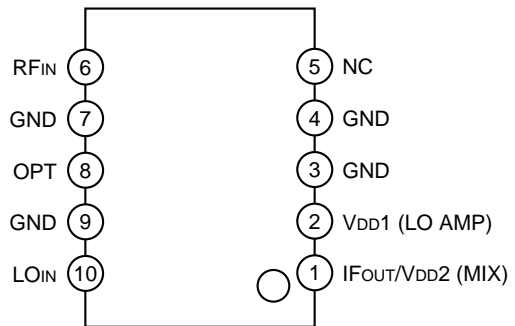 RFIN 6 5 NC
GND 7 4 GND
OPT 8 3 GND
GND 9 2 VDD1 (LO AMP)
LOIN 10 1 IFOUT/VDD2 (MIX)